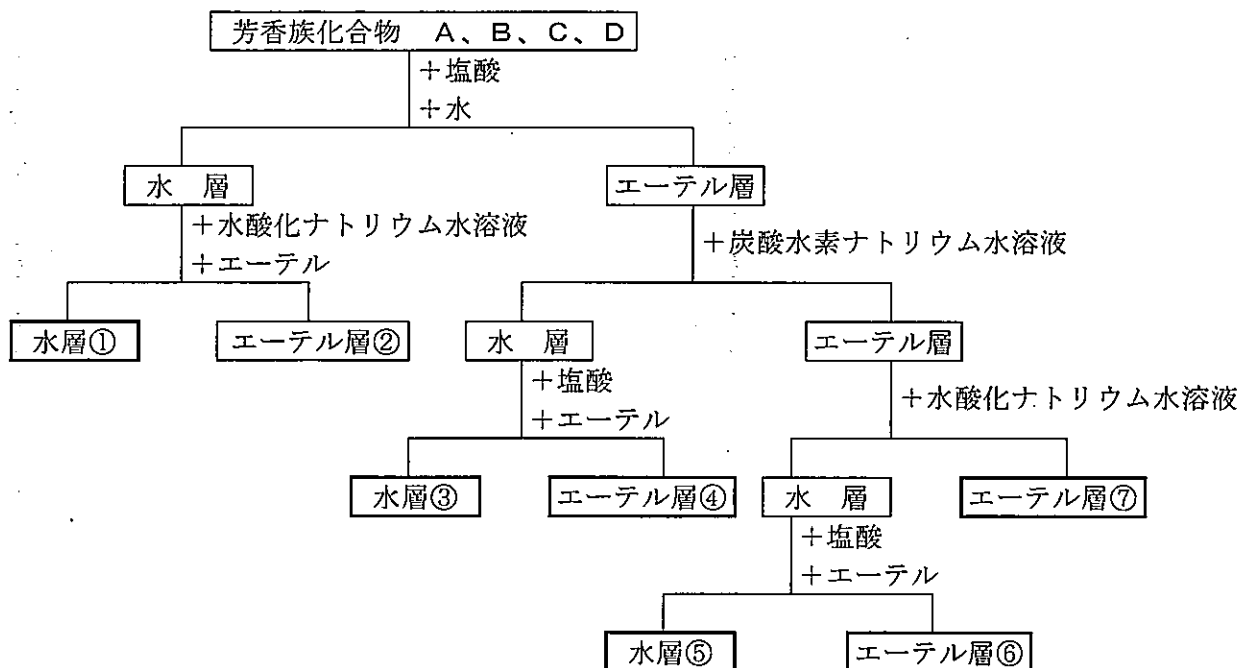 芳香族化合物 A、B、C、D
+塩酸
+水
水 層
エーテル層
+水酸化ナトリウム水溶液
+エーテル
+炭酸水素ナトリウム水溶液
水層①
エーテル層②
水 層
エーテル層
+塩酸
+エーテル
+水酸化ナトリウム水溶液
水層③
エーテル層④
水 層
エーテル層⑦
+塩酸
+エーテル
水層⑤
エーテル層⑥